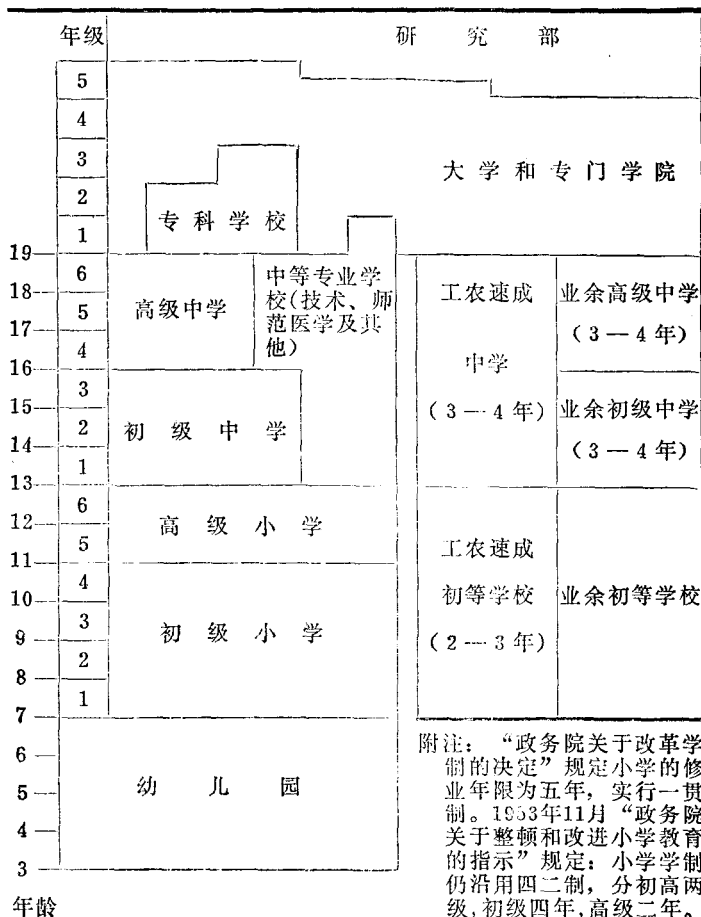 年级 研究部
5
4
3
大学和专门学院
2
专科学校
1
19
6
中等专业学
校(技术、师
范医学及其
他)
工农速成
中学
(3—4年)
业余高级中学
(3—4年)
18
高级中学
5
17
4
16
3
业余初级中学
(3—4年)
15
2
初级中学
14
1
13
6
高级小学
12
5
工农速成
初等学校
(2—3年)
业余初等学校
11
4
10
3
初级小学
9
2
8
1
7
6
幼儿园
5
4
3
年龄
附注：“政务院关于改革学
制的决定”规定小学的修
业年限为五年，实行一贯
制。1953年11月“政务院
关于整顿和改进小学教育
的指示”规定：小学学制
仍沿用四二制，分初高两
级，初级四年，高级二年。